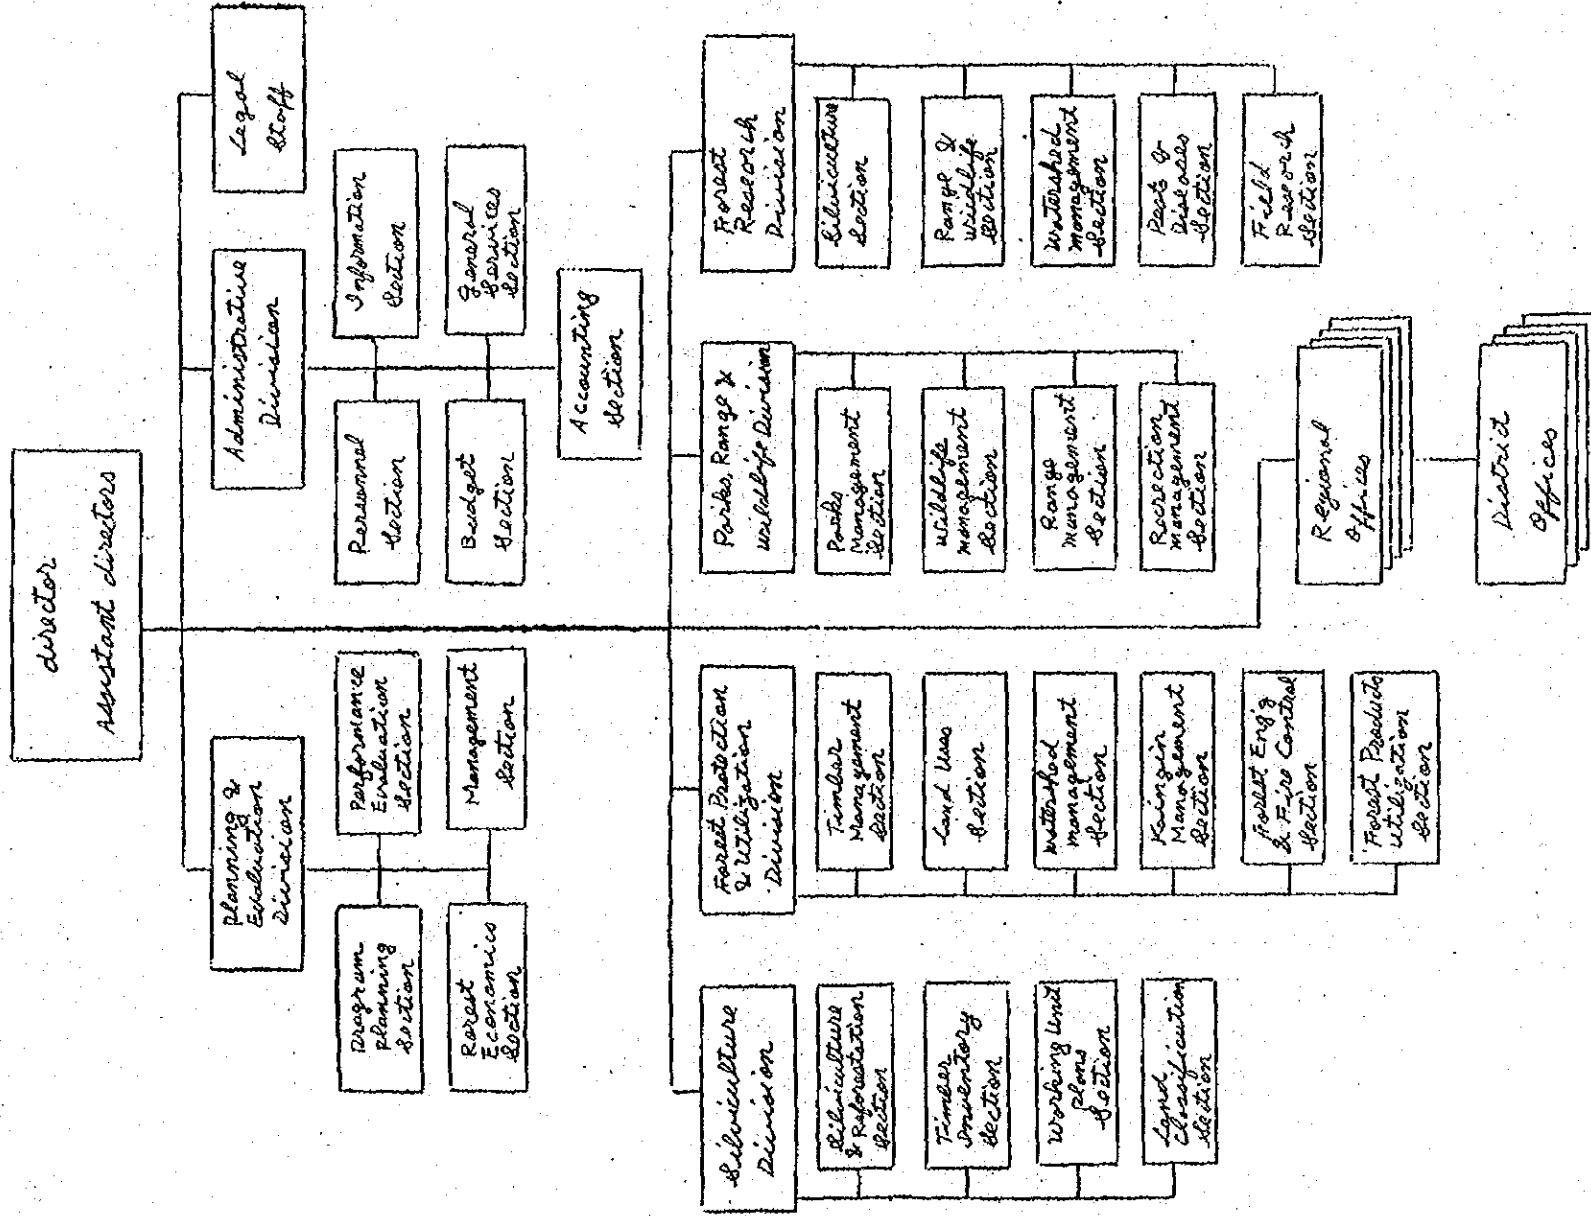 director
Assistant directors
Planning &
Evaluation
Division
Administrative
Division
Legal
Staff
Program
Planning
Section
Performance
Evaluation
Section
Forest
Economics
Section
Management
Section
Personnel
Section
Information
Section
Budget
Section
General
Services
Section
Accounting
Section
Silviculture
Division
Silviculture
& Reforestation
Section
Timber
Inventory
Section
Working Unit
Plans
Section
Land
Classification
Section
Forest Protection
& Utilization
Division
Timber
Management
Section
Land Uses
Section
Watershed
management
Section
Kaingin
Management
Section
Forest Eng'g
& Fire Control
Section
Forest Products
Utilization
Section
Parks, Range &
Wildlife Division
Parks
Management
Section
Wildlife
management
Section
Range
management
Section
Recreation
management
Section
Forest
Research
Division
Silviculture
Section
Range &
Wildlife
Section
Watershed
management
Section
Pest &
Diseases
Section
Field
Research
Section
Regional
Offices
District
Offices